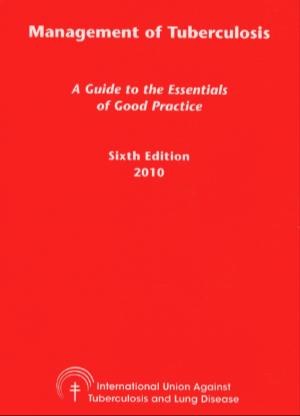 Management of Tuberculosis
A Guide to the Essentials
of Good Practice
Sixth Edition
2010
International Union Against
Tuberculosis and Lung Disease